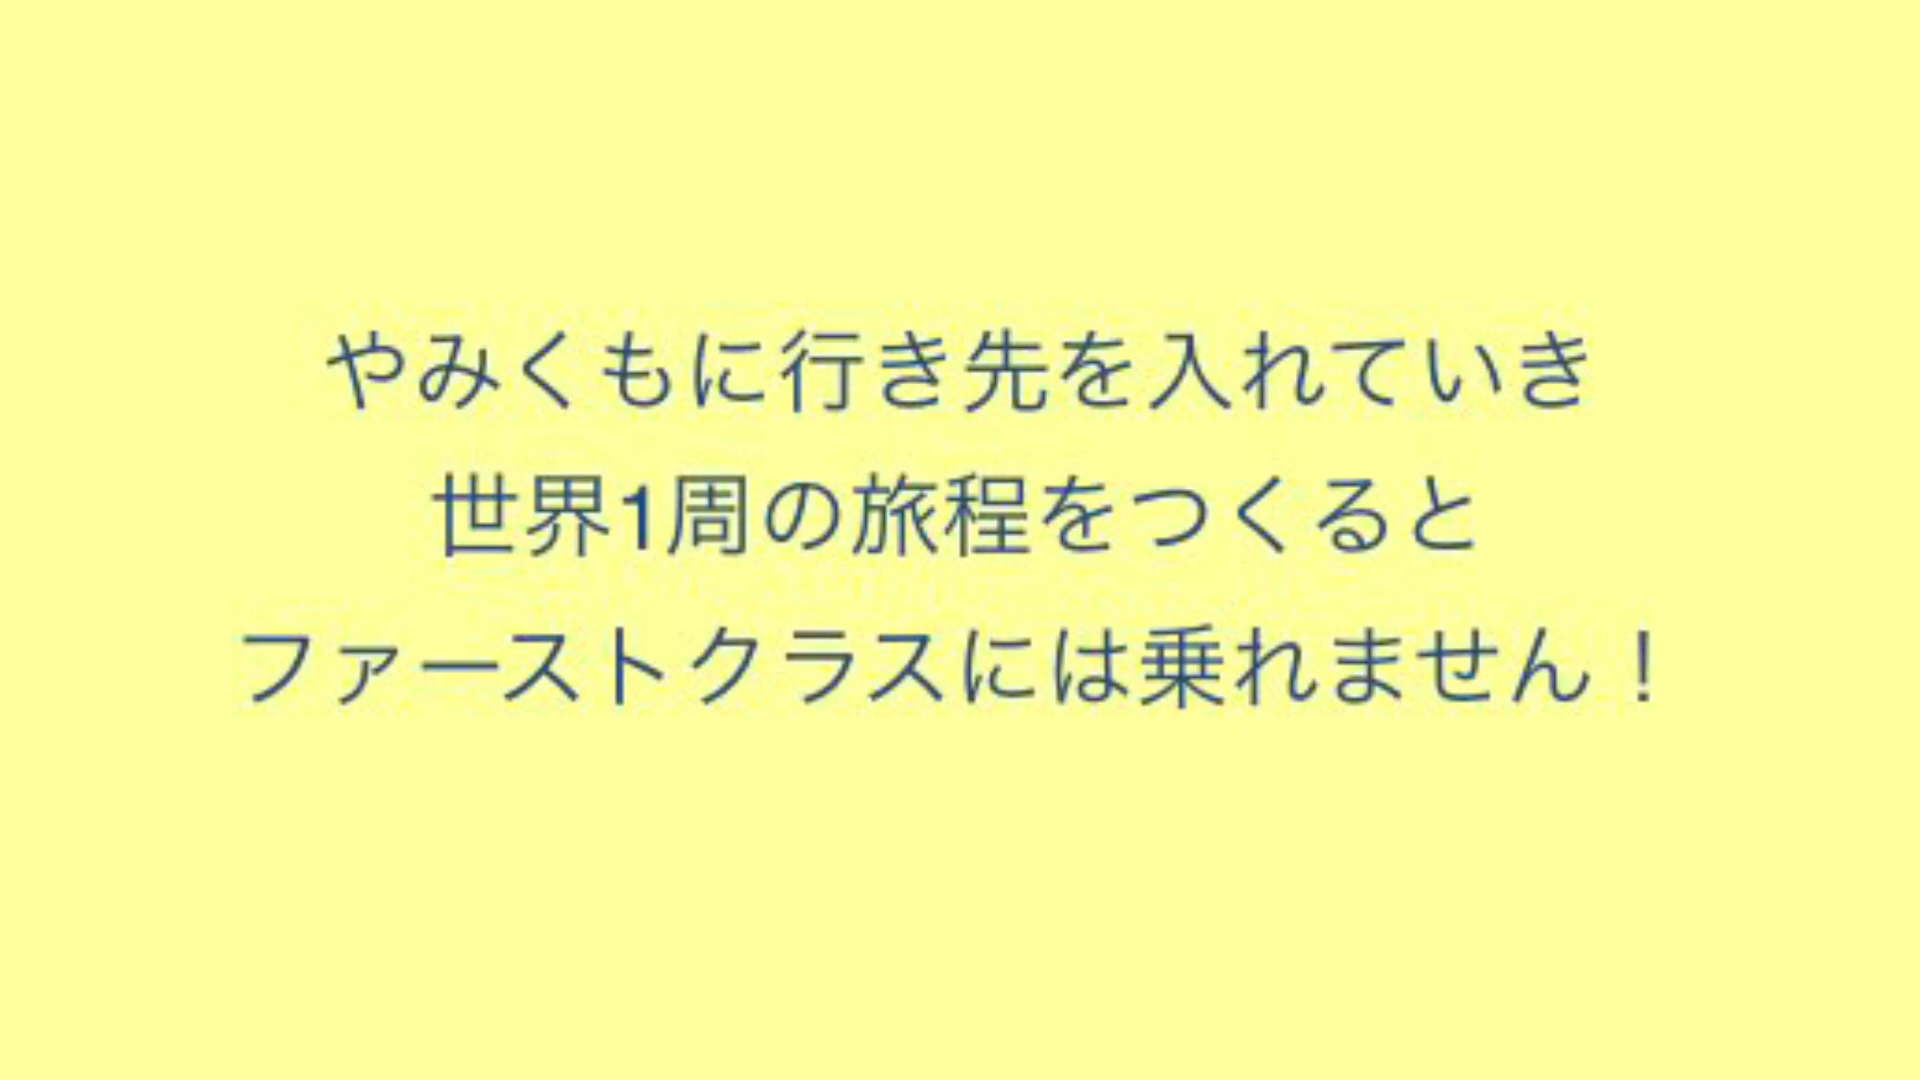 やみくもに行き先を入れていき
世界1周の旅程をつくると
ファーストクラスには乗れません！